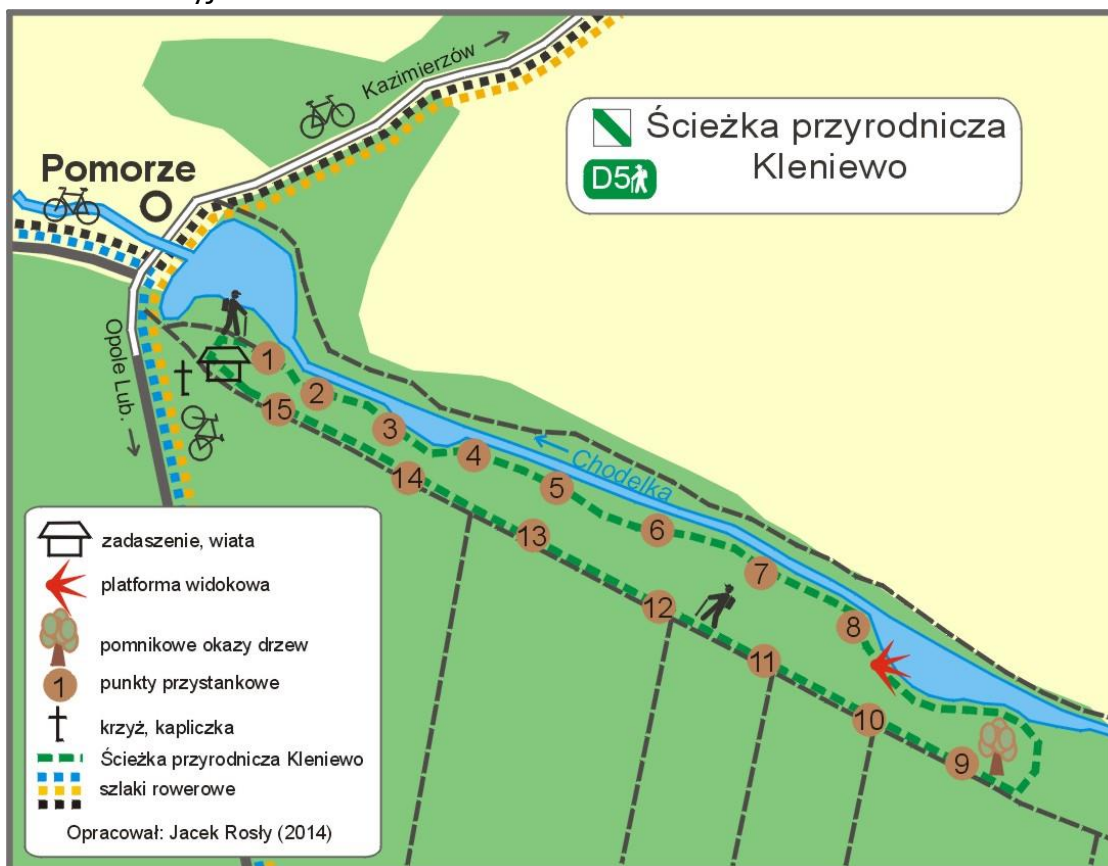 Kazimierzów
Ścieżka przyrodnicza
Kleniewo
D5
Pomorze
Opole Lub.
1
2
3
4
5
6
7
8
9
10
11
12
13
14
15
Chodelka
zadaszenie, wiata
platforma widokowa
pomnikowe okazy drzew
1
punkty przystankowe
krzyż, kapliczka
Ścieżka przyrodnicza Kleniewo
szlaki rowerowe
Opracował: Jacek Rosły (2014)